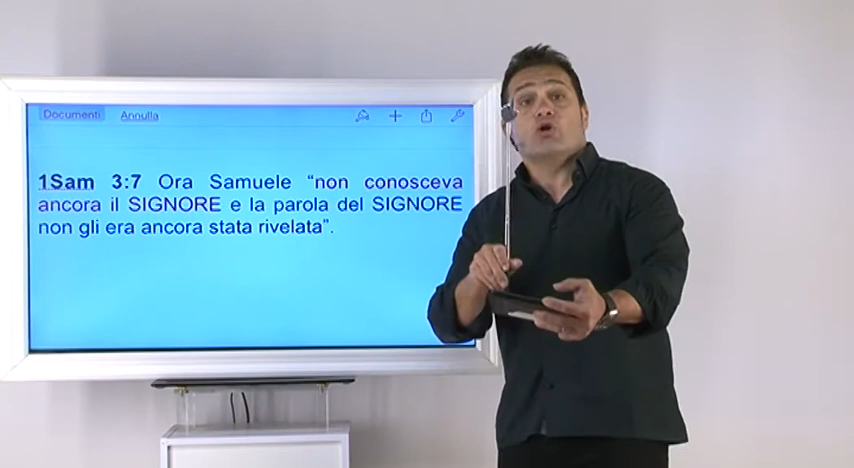 Documenti Annulla
1Sam 3:7 Ora Samuele “non conosceva
ancora il SIGNORE e la parola del SIGNORE
non gli era ancora stata rivelata”.